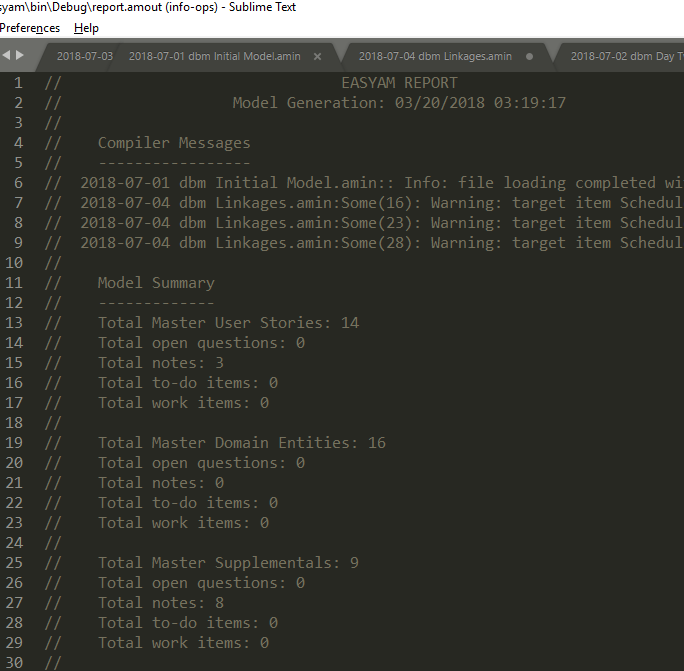 syam\bin\Debug\report.amout (info-ops) - Sublime Text
Preferences Help
2018-07-03 2018-07-01 dbm Initial Model.amin × 2018-07-04 dbm Linkages.amin 2018-07-02 dbm Day T
1 // EASYAM REPORT
2 // Model Generation: 03/20/2018 03:19:17
3 //
4 // Compiler Messages
5 // -----------------
6 // 2018-07-01 dbm Initial Model.amin:: Info: file loading completed wi
7 // 2018-07-04 dbm Linkages.amin:Some(16): Warning: target item Schedul
8 // 2018-07-04 dbm Linkages.amin:Some(23): Warning: target item Schedul
9 // 2018-07-04 dbm Linkages.amin:Some(28): Warning: target item Schedul
10 //
11 // Model Summary
12 // -------------
13 // Total Master User Stories: 14
14 // Total open questions: 0
15 // Total notes: 3
16 // Total to-do items: 0
17 // Total work items: 0
18 //
19 // Total Master Domain Entities: 16
20 // Total open questions: 0
21 // Total notes: 0
22 // Total to-do items: 0
23 // Total work items: 0
24 //
25 // Total Master Supplementals: 9
26 // Total open questions: 0
27 // Total notes: 8
28 // Total to-do items: 0
29 // Total work items: 0
30 //